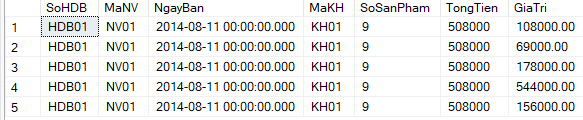 SoHDB MaNV NgayBan MaKH SoSanPham TongTien GiaTri
1 HDB01 NV01 2014-08-11 00:00:00.000 KH01 9 508000 108000.00
2 HDB01 NV01 2014-08-11 00:00:00.000 KH01 9 508000 69000.00
3 HDB01 NV01 2014-08-11 00:00:00.000 KH01 9 508000 178000.00
4 HDB01 NV01 2014-08-11 00:00:00.000 KH01 9 508000 544000.00
5 HDB01 NV01 2014-08-11 00:00:00.000 KH01 9 508000 156000.00